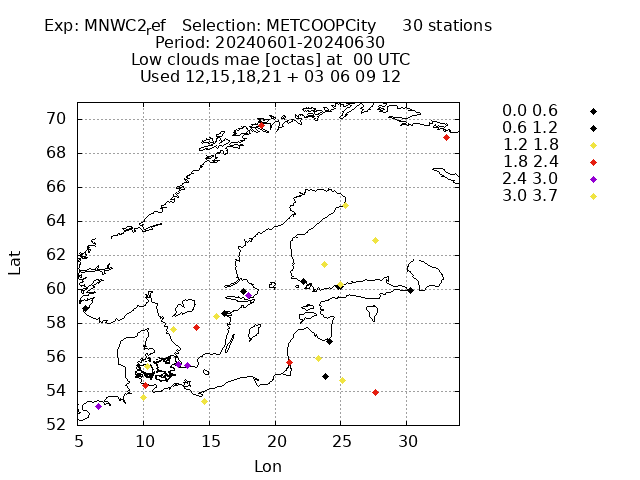 Exp: MNWC2ref Selection: METCOOPCity 30 stations
Period: 20240601-20240630
Low clouds mae [octas] at 00 UTC
Used 12,15,18,21 + 03 06 09 12
0.0 0.6
0.6 1.2
1.2 1.8
1.8 2.4
2.4 3.0
3.0 3.7
70
68
66
64
62
60
58
56
54
52
Lat
5 10 15 20 25 30
Lon